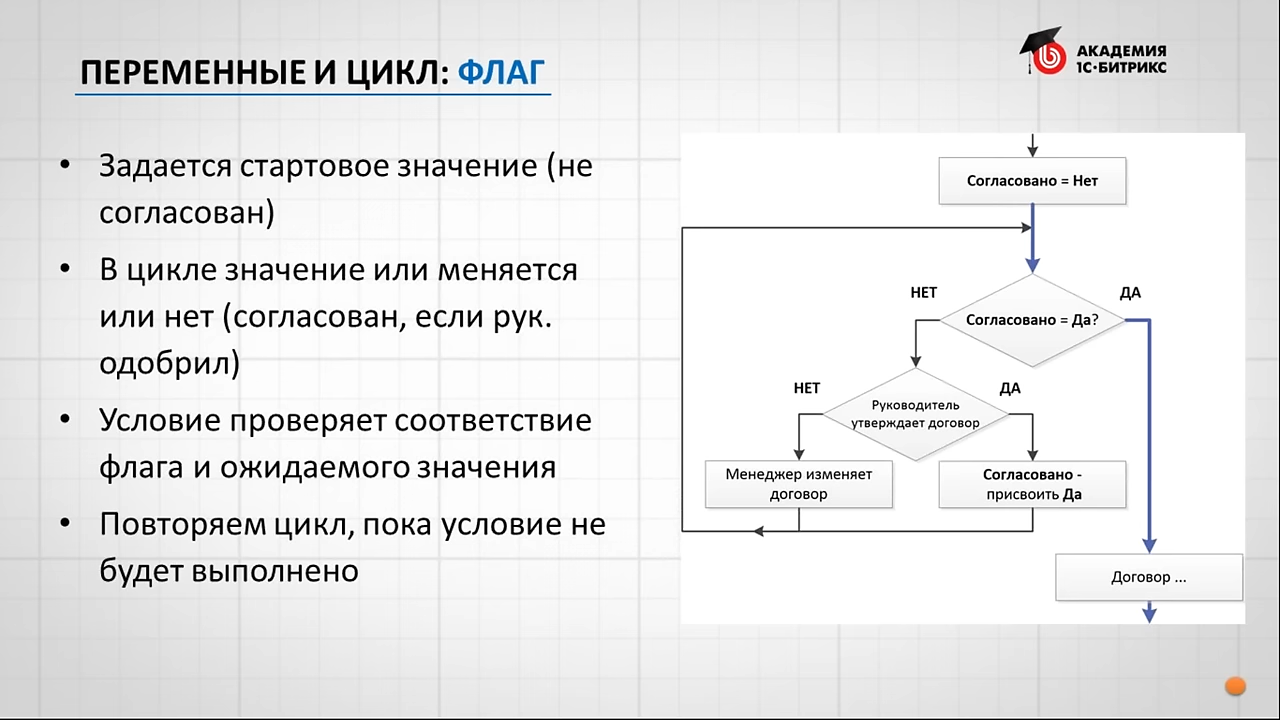 ПЕРЕМЕННЫЕ И ЦИКЛ: ФЛАГ
АКАДЕМИЯ
1С•БИТРИКС
• Задается стартовое значение (не
согласован)
• В цикле значение или меняется
или нет (согласован, если рук.
одобрил)
• Условие проверяет соответствие
флага и ожидаемого значения
• Повторяем цикл, пока условие не
будет выполнено
Согласовано = Нет
НЕТ
ДА
Согласовано = Да?
НЕТ
ДА
Руководитель
утверждает договор
Менеджер изменяет
договор
Согласовано -
присвоить Да
Договор ...